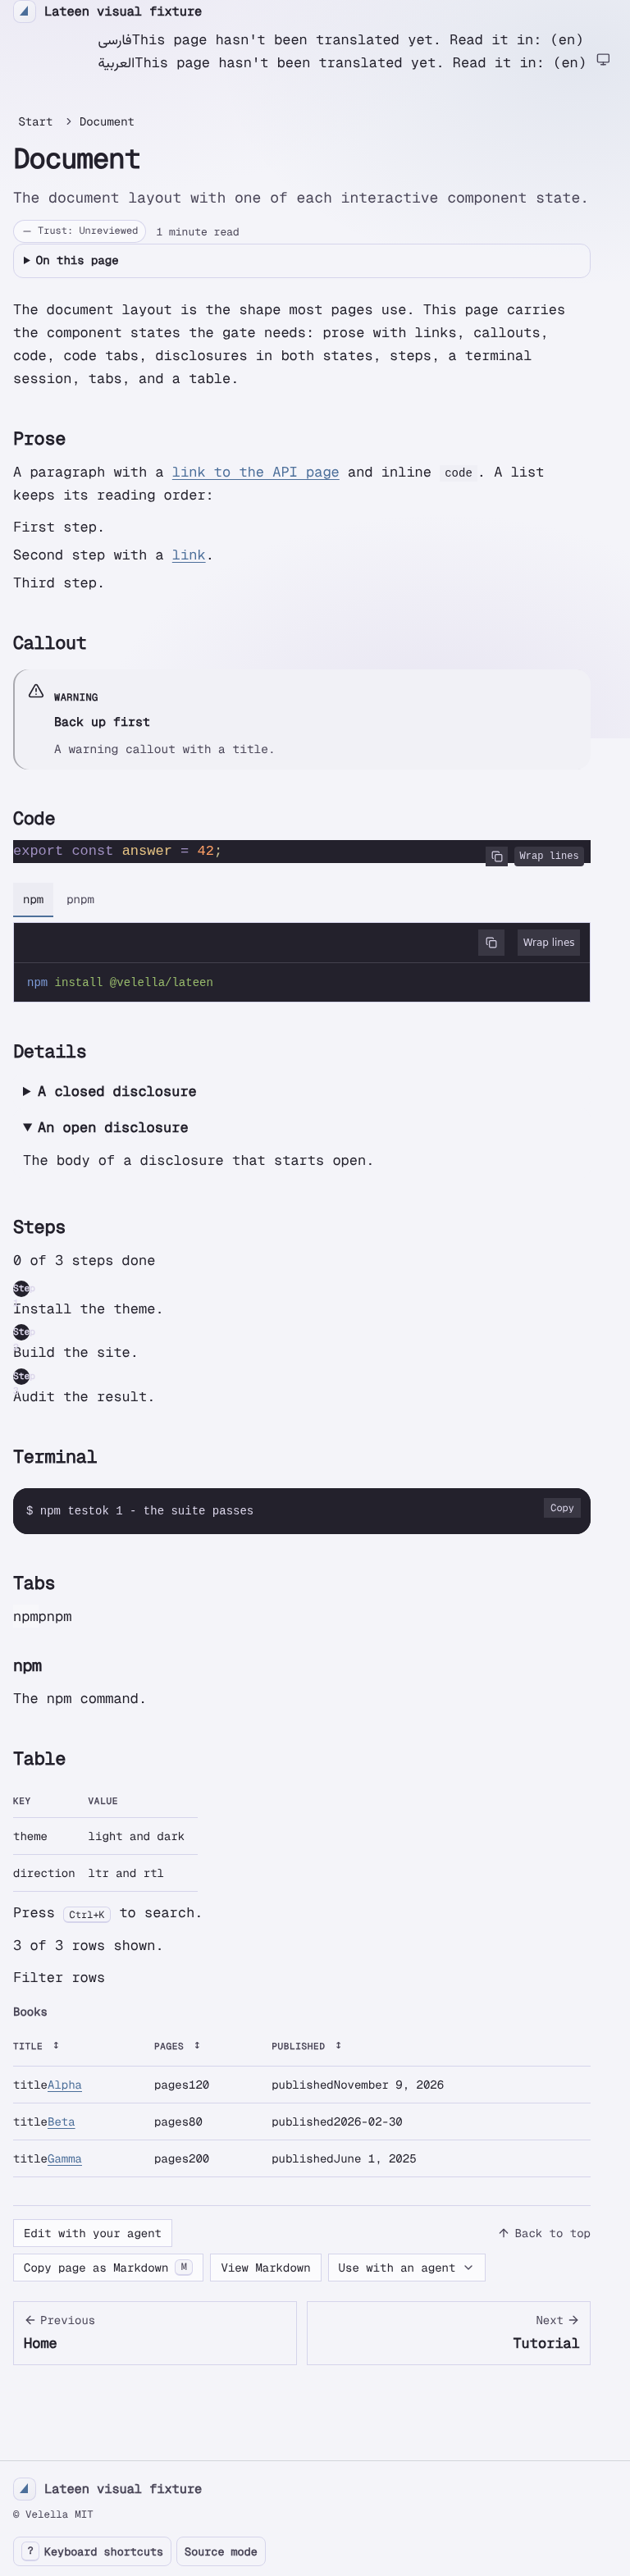 Lateen visual fixture
فارسیThis page hasn't been translated yet. Read it in: (en)
العربيةThis page hasn't been translated yet. Read it in: (en)
Start > Document
Document
The document layout with one of each interactive component state.
Trust: Unreviewed 1 minute read
On this page
The document layout is the shape most pages use. This page carries
the component states the gate needs: prose with links, callouts,
code, code tabs, disclosures in both states, steps, a terminal
session, tabs, and a table.
Prose
A paragraph with a link to the API page and inline code. A list
keeps its reading order:
First step.
Second step with a link.
Third step.
Callout
WARNING
Back up first
A warning callout with a title.
Code
export const answer = 42;
Wrap lines
npm pnpm
Wrap lines
npm install @velella/lateen
Details
A closed disclosure
An open disclosure
The body of a disclosure that starts open.
Steps
0 of 3 steps done
Step
Install the theme.
Step
Build the site.
Step
Audit the result.
Terminal
$ npm testok 1 - the suite passes
Copy
Tabs
npmpnpm
npm
The npm command.
Table
KEY VALUE
theme light and dark
direction ltr and rtl
Press Ctrl+K to search.
3 of 3 rows shown.
Filter rows
Books
TITLE ↕ PAGES ↕ PUBLISHED ↕
titleAlpha pages120 publishedNovember 9, 2026
titleBeta pages80 published2026-02-30
titleGamma pages200 publishedJune 1, 2025
Edit with your agent ↑ Back to top
Copy page as Markdown M View Markdown Use with an agent
← Previous
Home
Next →
Tutorial
Lateen visual fixture
© Velella MIT
? Keyboard shortcuts Source mode